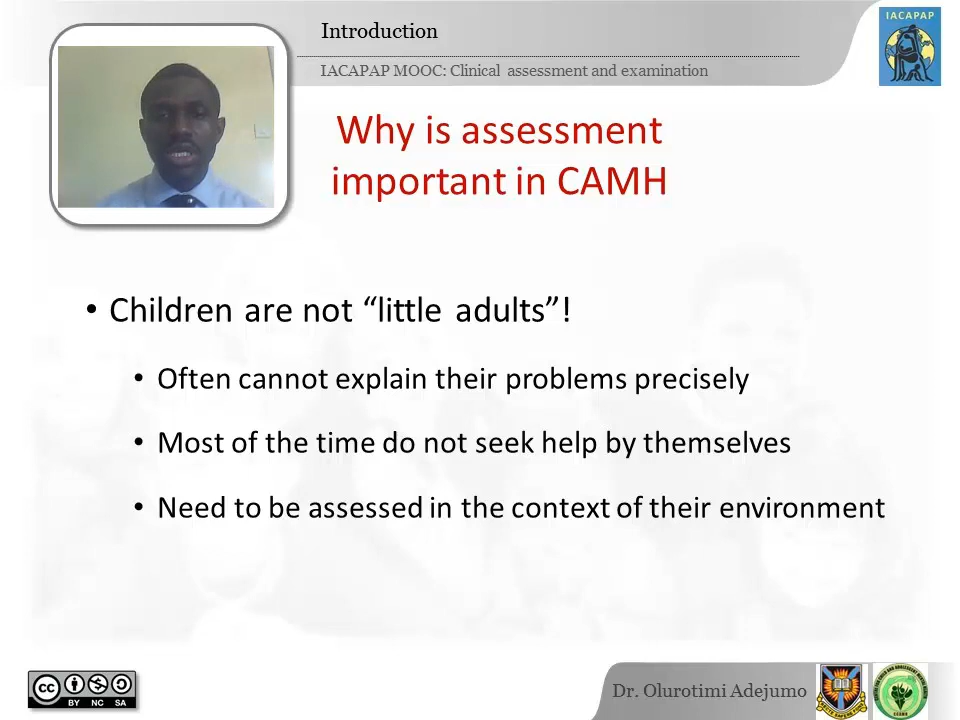 Introduction
IACAPAP MOOC: Clinical assessment and examination
IACAPAP
Why is assessment
important in CAMH
• Children are not “little adults”!
• Often cannot explain their problems precisely
• Most of the time do not seek help by themselves
• Need to be assessed in the context of their environment
cc
BY NC SA
Dr. Olurotimi Adejumo